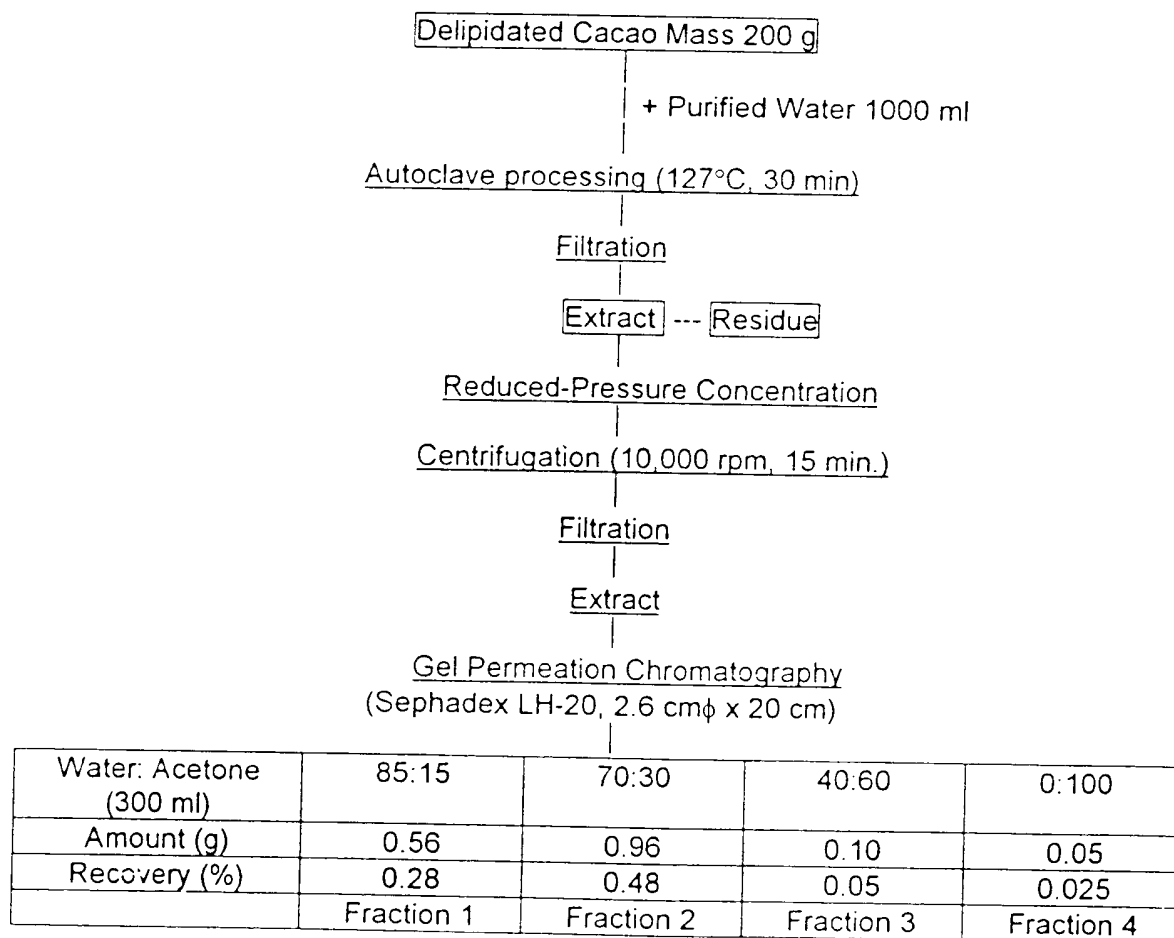 Delipidated Cacao Mass 200 g
+ Purified Water 1000 ml
Autoclave processing (127°C, 30 min)
Filtration
Extract --- Residue
Reduced-Pressure Concentration
Centrifugation (10,000 rpm, 15 min.)
Filtration
Extract
Gel Permeation Chromatography
(Sephadex LH-20, 2.6 cmϕ x 20 cm)
Water: Acetone (300 ml) 85:15 70:30 40:60 0:100
Amount (g) 0.56 0.96 0.10 0.05
Recovery (%) 0.28 0.48 0.05 0.025
Fraction 1 Fraction 2 Fraction 3 Fraction 4